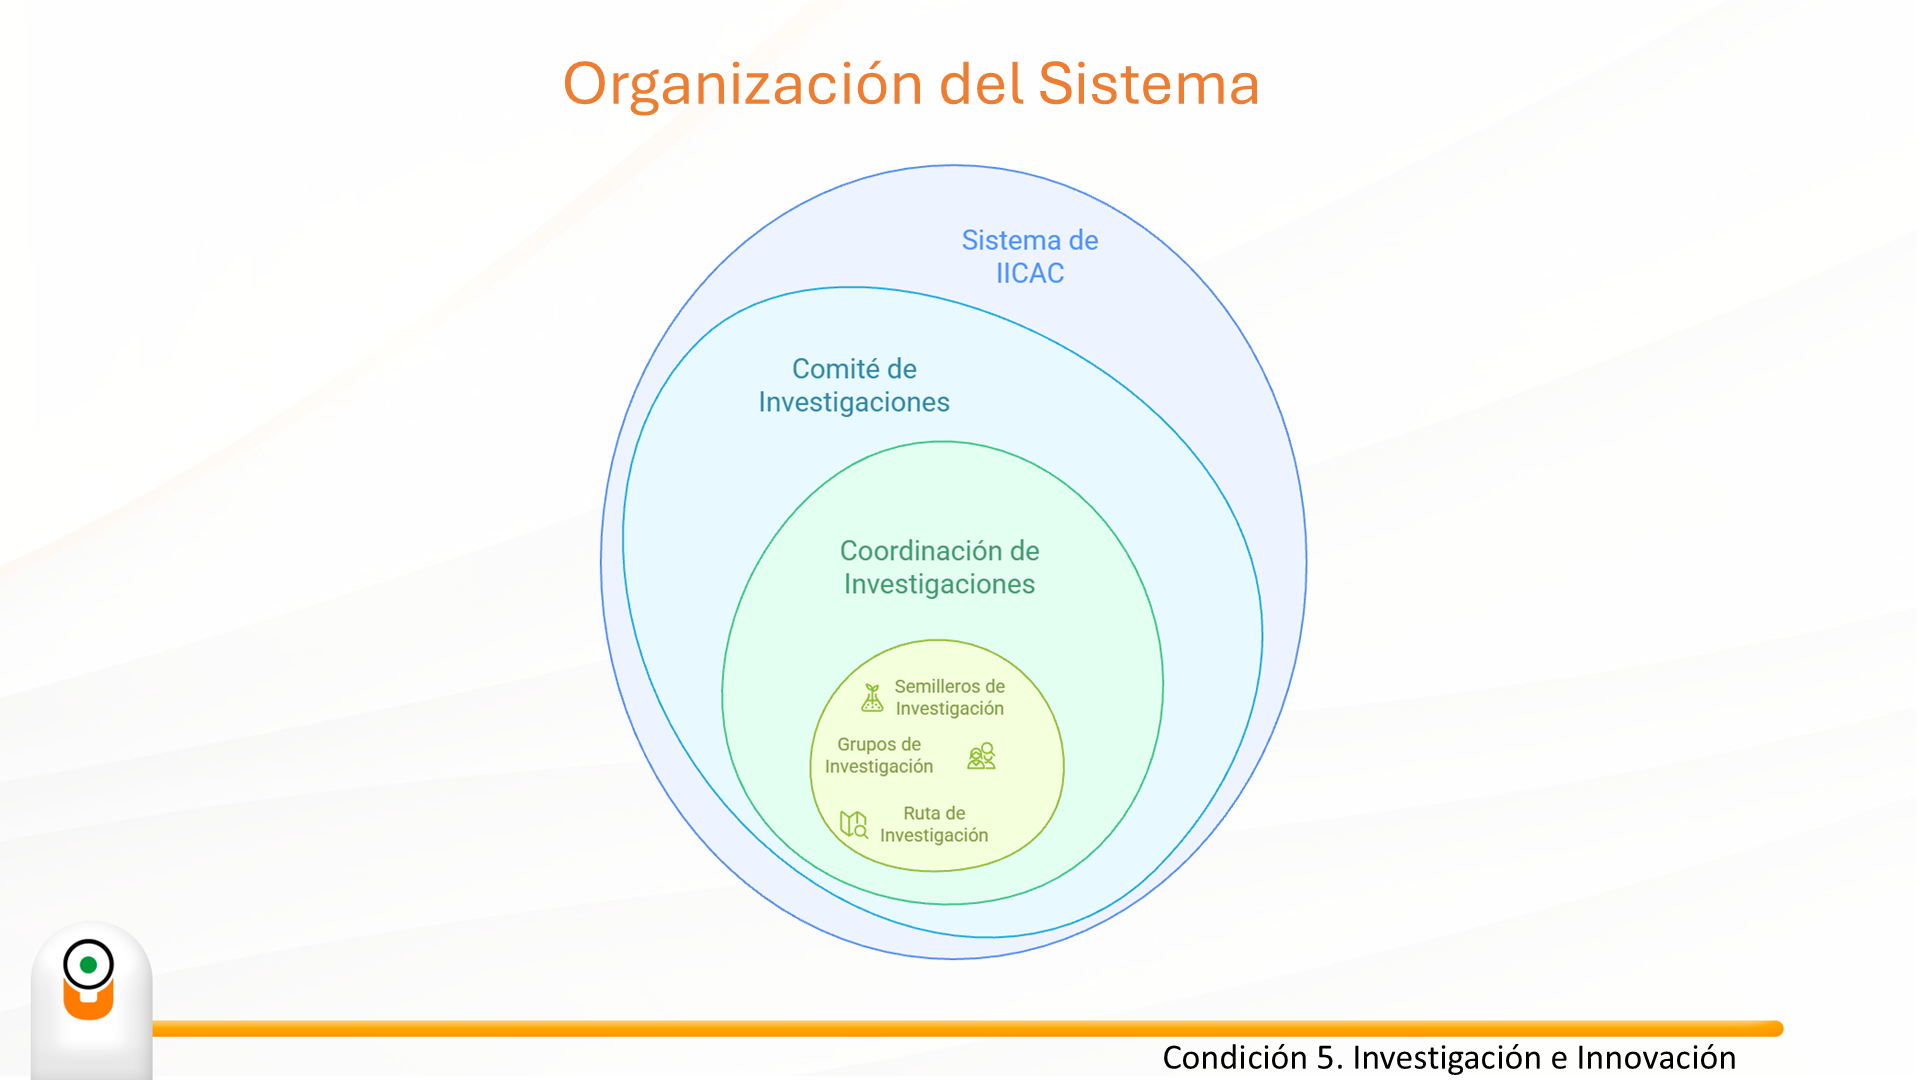 Organización del Sistema
Sistema de
IICAC
Comité de
Investigaciones
Coordinación de
Investigaciones
Semilleros de
Investigación
Grupos de
Investigación
Ruta de
Investigación
Condición 5. Investigación e Innovación